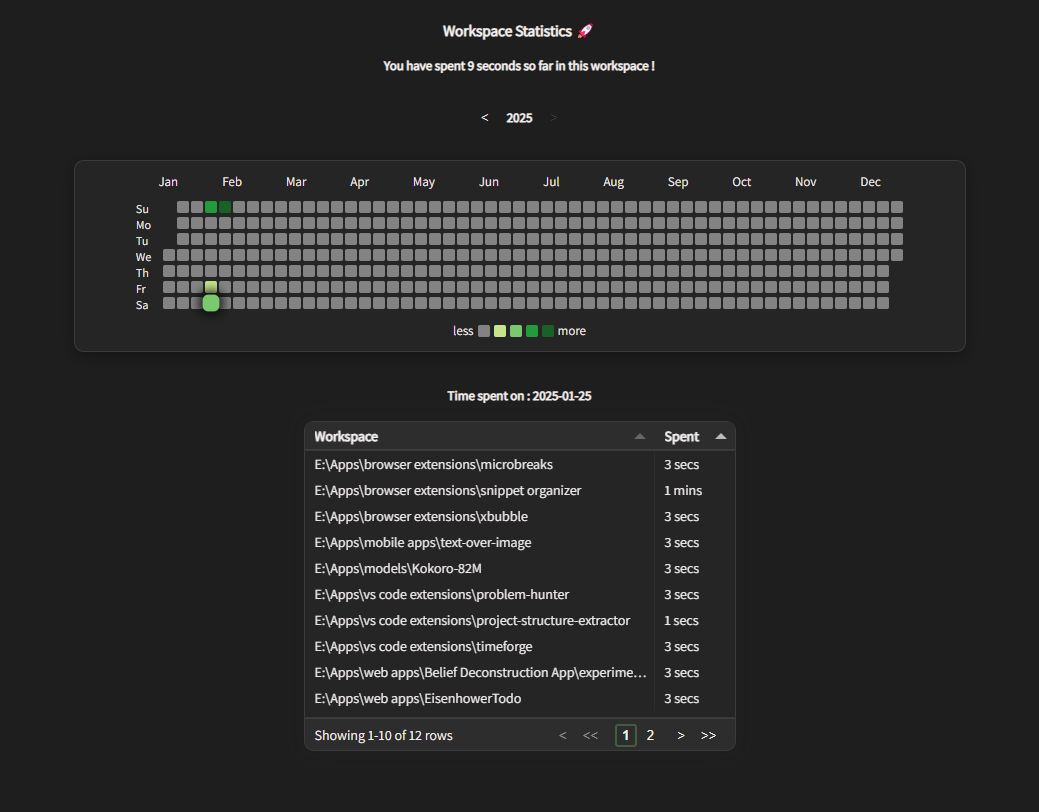 Workspace Statistics 🚀
You have spent 9 seconds so far in this workspace !
< 2025 >
Jan Feb Mar Apr May Jun Jul Aug Sep Oct Nov Dec
Su
Mo
Tu
We
Th
Fr
Sa
less more
Time spent on : 2025-01-25
Workspace Spent
E:\Apps\browser extensions\microbreaks 3 secs
E:\Apps\browser extensions\snippet organizer 1 mins
E:\Apps\browser extensions\xbubble 3 secs
E:\Apps\mobile apps\text-over-image 3 secs
E:\Apps\models\Kokoro-82M 3 secs
E:\Apps\vs code extensions\problem-hunter 3 secs
E:\Apps\vs code extensions\project-structure-extractor 1 secs
E:\Apps\vs code extensions\timeforge 3 secs
E:\Apps\web apps\Belief Deconstruction App\experime... 3 secs
E:\Apps\web apps\EisenhowerTodo 3 secs
Showing 1-10 of 12 rows < << 1 2 > >>